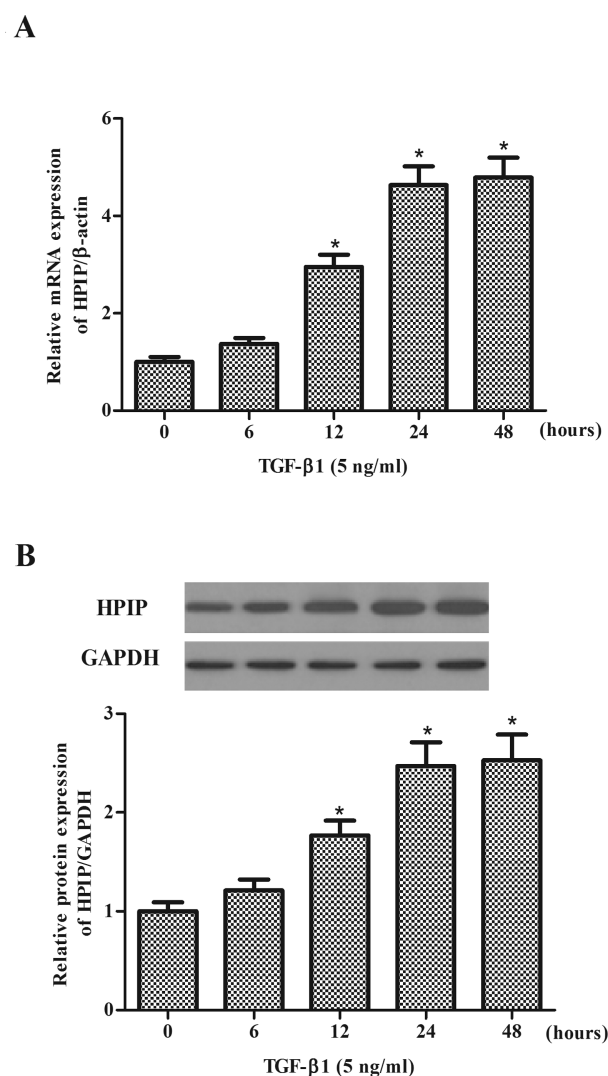 A
Relative mRNA expression
of HPIP/β-actin
6
4
2
0
*
*
*
0 6 12 24 48 (hours)
TGF-β1 (5 ng/ml)
B
HPIP
GAPDH
Relative protein expression
of HPIP/GAPDH
3
2
1
0
*
*
*
0 6 12 24 48 (hours)
TGF-β1 (5 ng/ml)